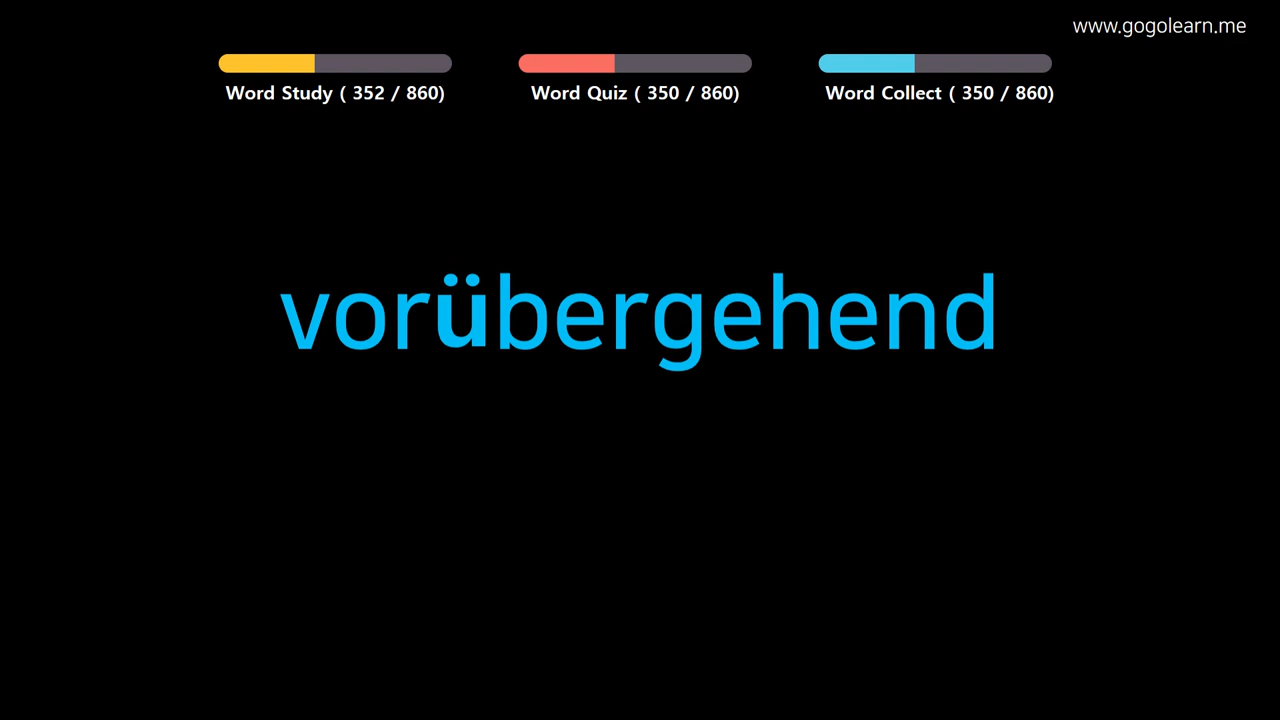 www.gogolearn.me
Word Study ( 352 / 860)
Word Quiz ( 350 / 860)
Word Collect ( 350 / 860)
vorübergehend